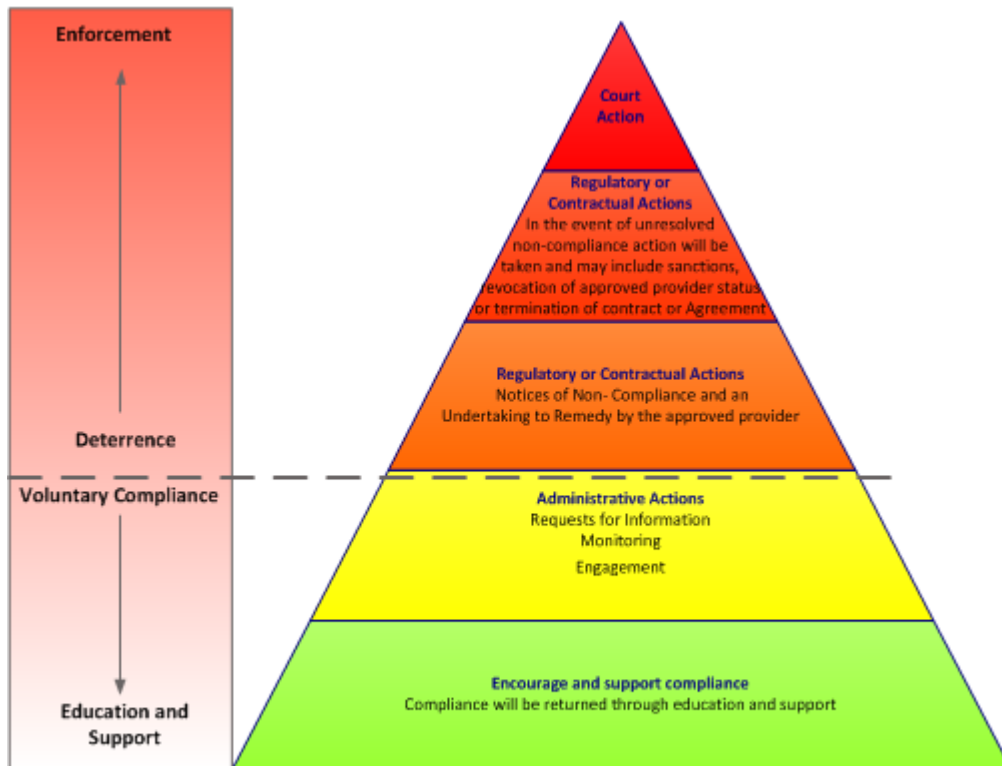 Enforcement
Deterrence
Voluntary Compliance
Education and
Support
Court
Action
Regulatory or
Contractual Actions
In the event of unresolved
non-compliance action will be
taken and may include sanctions,
revocation of approved provider status
or termination of contract or Agreement
Regulatory or Contractual Actions
Notices of Non- Compliance and an
Undertaking to Remedy by the approved provider
Administrative Actions
Requests for Information
Monitoring
Engagement
Encourage and support compliance
Compliance will be returned through education and support